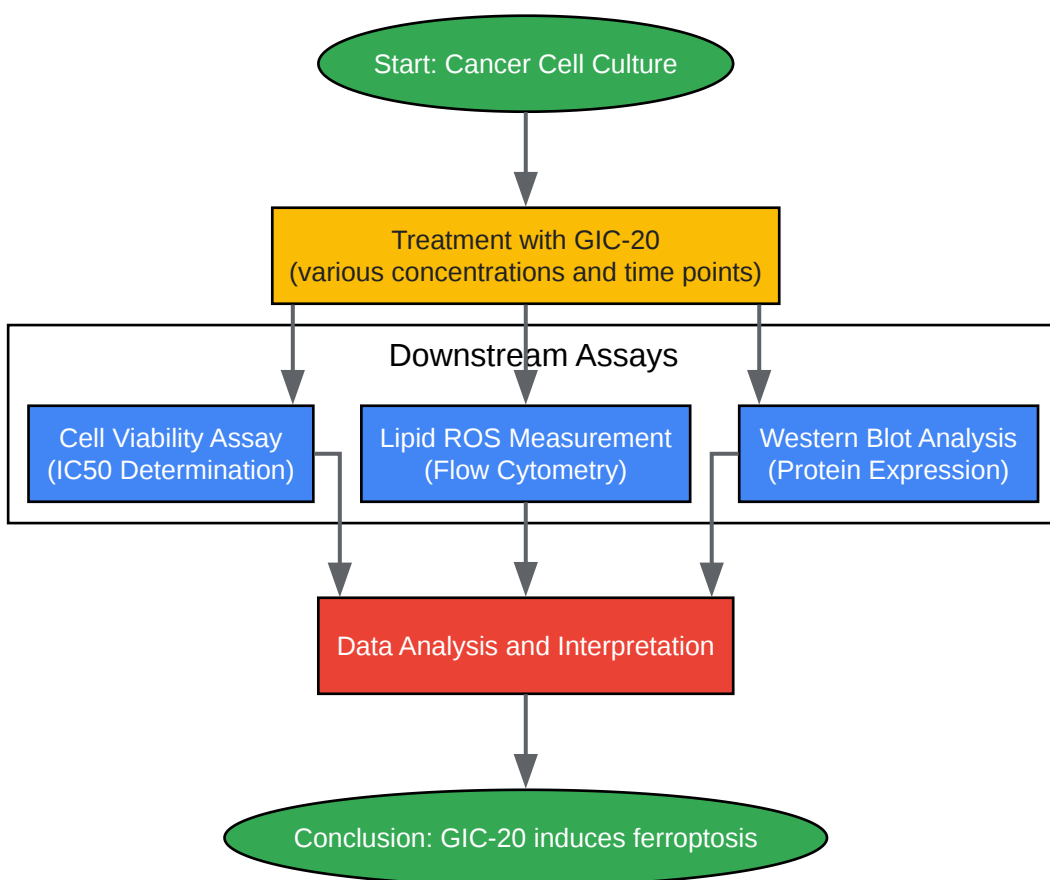 Start: Cancer Cell Culture
Treatment with GIC-20
(various concentrations and time points)
Downstream Assays
Cell Viability Assay
(IC50 Determination)
Lipid ROS Measurement
(Flow Cytometry)
Western Blot Analysis
(Protein Expression)
Data Analysis and Interpretation
Conclusion: GIC-20 induces ferroptosis